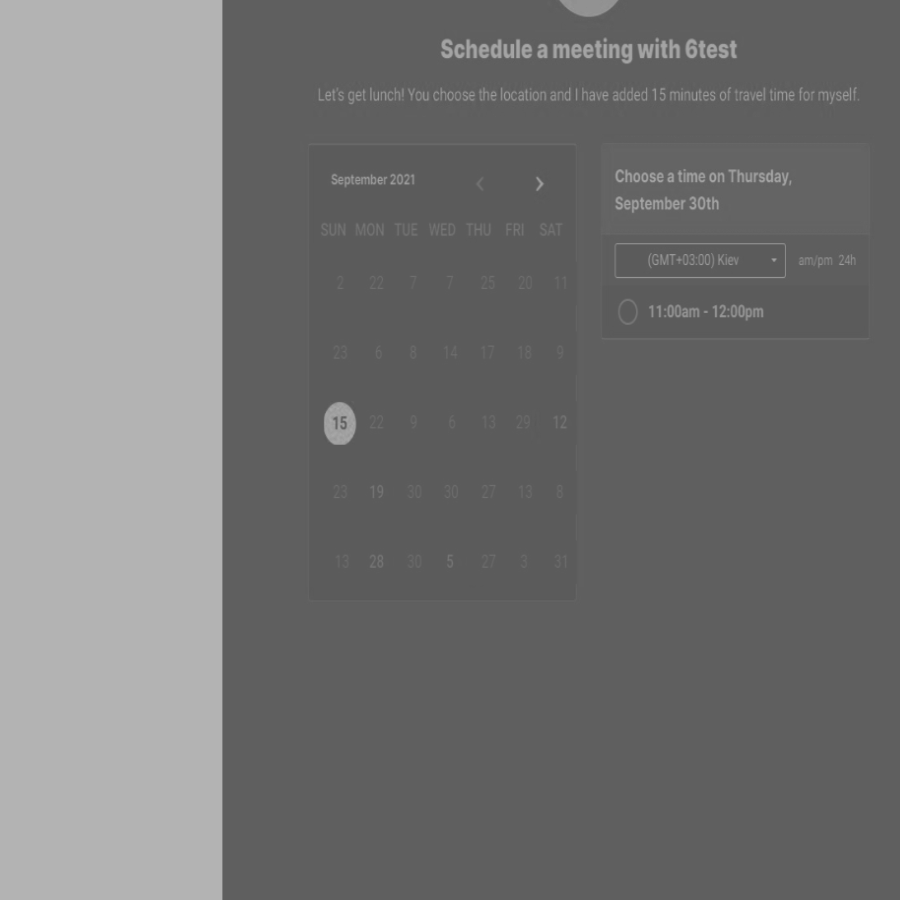 Schedule a meeting with 6test
Let's get lunch! You choose the location and I have added 15 minutes of travel time for myself.
September 2021
SUN MON TUE WED THU FRI SAT
2 22 7 7 25 20 11
23 6 8 14 17 18 9
15 22 9 6 13 29 12
23 19 30 30 27 13 8
13 28 30 5 27 3 31
Choose a time on Thursday,
September 30th
(GMT+03:00) Kiev am/pm 24h
11:00am - 12:00pm